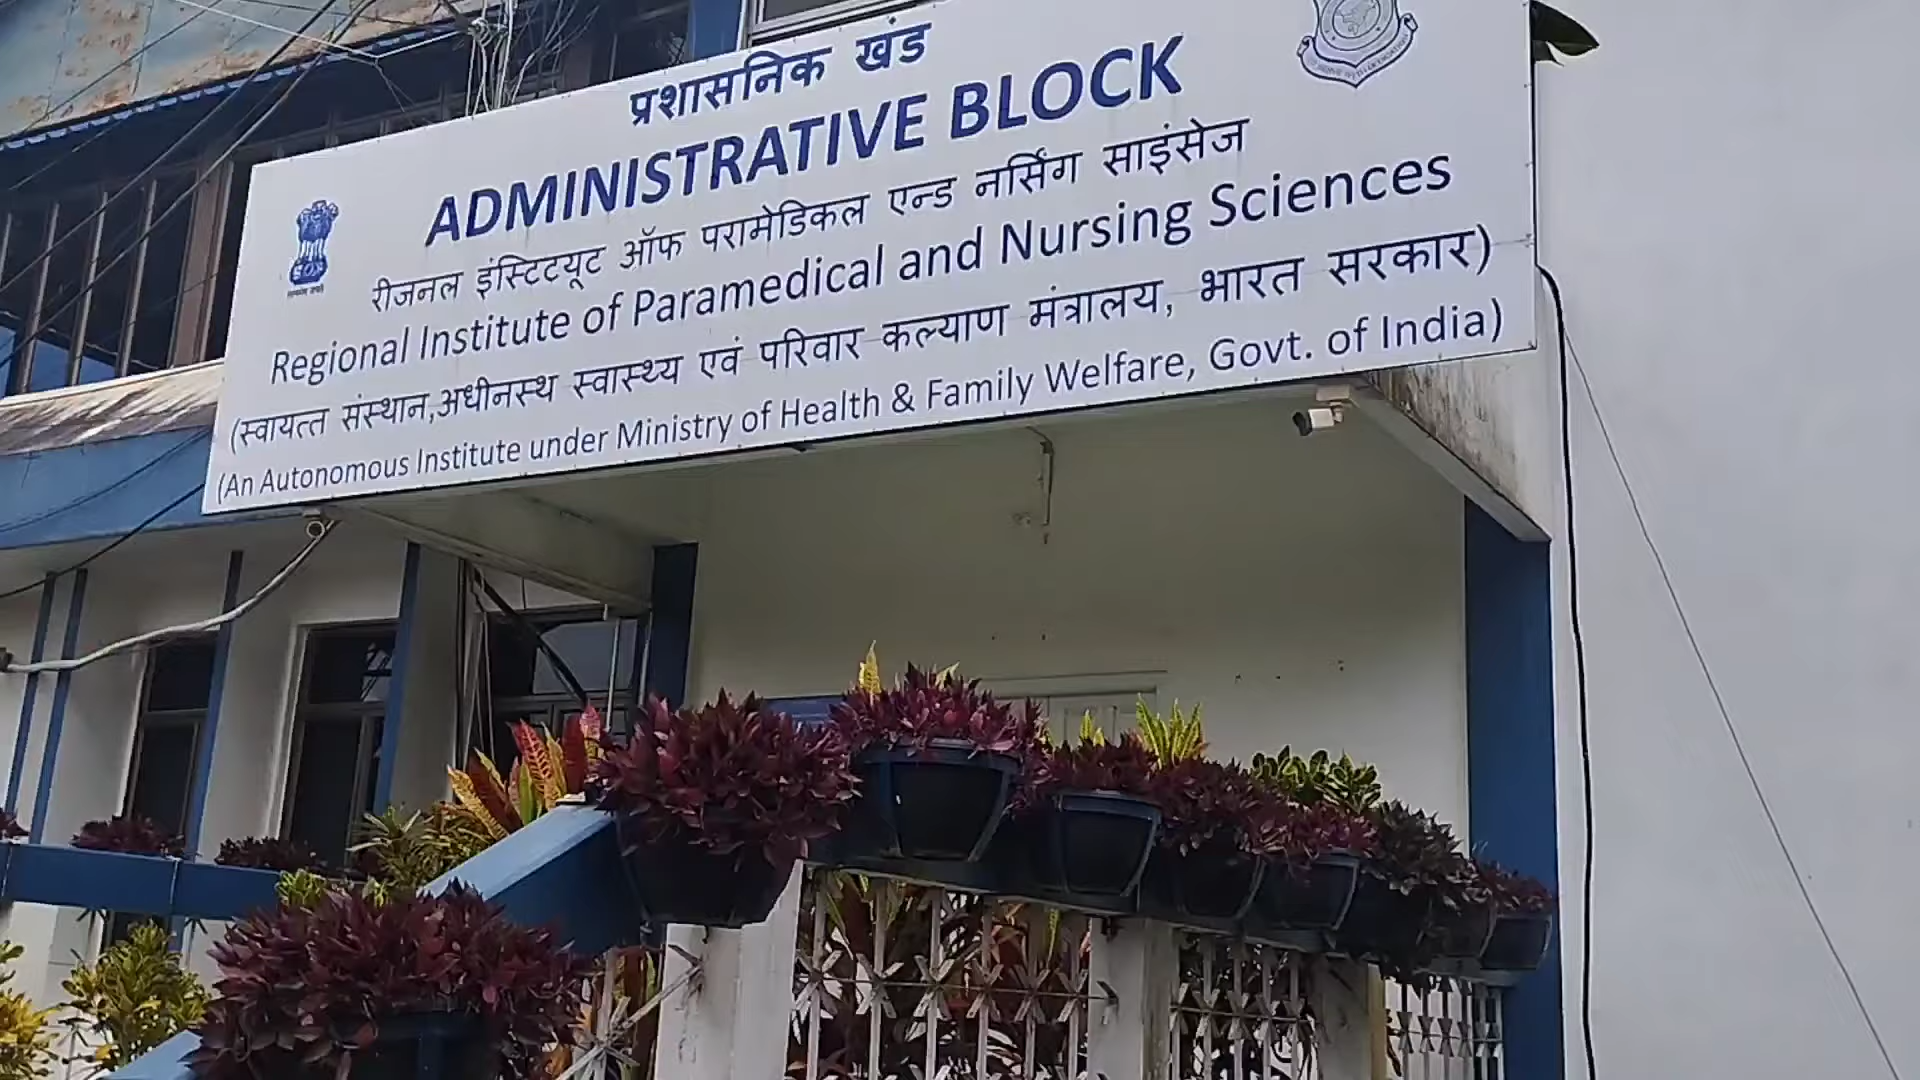 प्रशासनिक खंड
ADMINISTRATIVE BLOCK
रीजनल इंस्टिटयूट ऑफ परामेडिकल एन्ड नर्सिंग साइंसेज
Regional Institute of Paramedical and Nursing Sciences
(स्वायत्त संस्थान,अधीनस्थ स्वास्थ्य एवं परिवार कल्याण मंत्रालय, भारत सरकार)
(An Autonomous Institute under Ministry of Health & Family Welfare, Govt. of India)